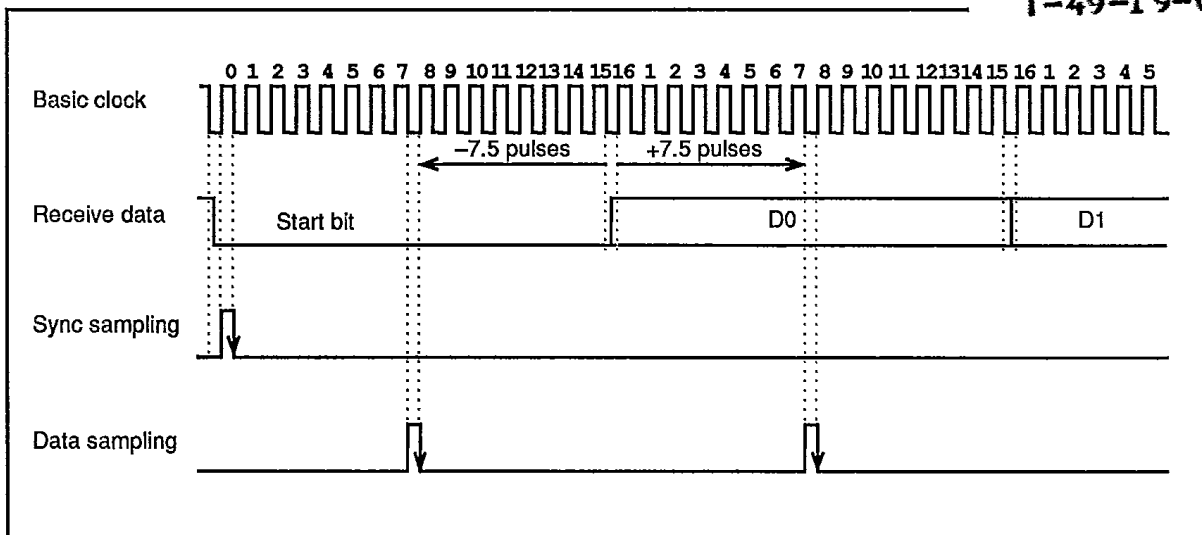 0 1 2 3 4 5 6 7 8 9 10 11 12 13 14 15 16 1 2 3 4 5 6 7 8 9 10 11 12 13 14 15 16 1 2 3 4 5
Basic clock
–7.5 pulses +7.5 pulses
Receive data Start bit D0 D1
Sync sampling
Data sampling